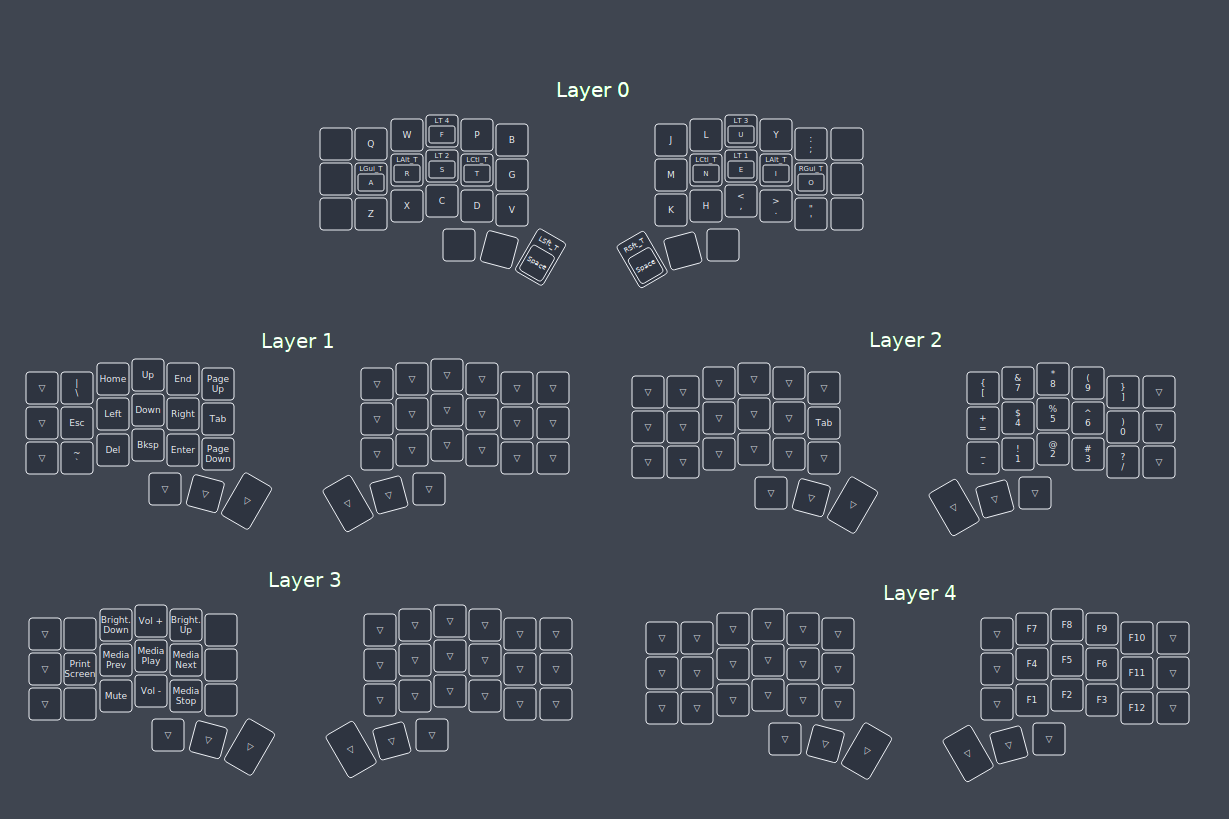 Layer 0
Q W LT 4 F P B
J L LT 3 U Y : ;
LGui_T A LAlt_T R LT 2 S LCtl_T T G
M LCtl_T N LT 1 E LAlt_T I RGui_T O
Z X C D V
K H < , > . " '
LSft_T Space
RSft_T Space
Layer 1
▽ | \ Home Up End Page Up
▽ ▽ ▽ ▽ ▽ ▽
▽ Esc Left Down Right Tab
▽ ▽ ▽ ▽ ▽ ▽
▽ ~ ` Del Bksp Enter Page Down
▽ ▽ ▽ ▽ ▽ ▽
▽ ▽ ▽
▽ ▽ ▽
Layer 2
▽ ▽ ▽ ▽ ▽ ▽
{ [ & 7 * 8 ( 9 } ] ▽
▽ ▽ ▽ ▽ ▽ Tab
+ = $ 4 % 5 ^ 6 ) 0 ▽
▽ ▽ ▽ ▽ ▽ ▽
_ - ! 1 @ 2 # 3 ? / ▽
▽ ▽ ▽
▽ ▽ ▽
Layer 3
▽ Bright. Down Vol + Bright. Up
▽ ▽ ▽ ▽ ▽ ▽
▽ Print Screen Media Prev Media Play Media Next
▽ ▽ ▽ ▽ ▽ ▽
▽ Mute Vol - Media Stop
▽ ▽ ▽ ▽ ▽ ▽
▽ ▽ ▽
▽ ▽ ▽
Layer 4
▽ ▽ ▽ ▽ ▽ ▽
▽ F7 F8 F9 F10 ▽
▽ ▽ ▽ ▽ ▽ ▽
▽ F4 F5 F6 F11 ▽
▽ ▽ ▽ ▽ ▽ ▽
▽ F1 F2 F3 F12 ▽
▽ ▽ ▽
▽ ▽ ▽